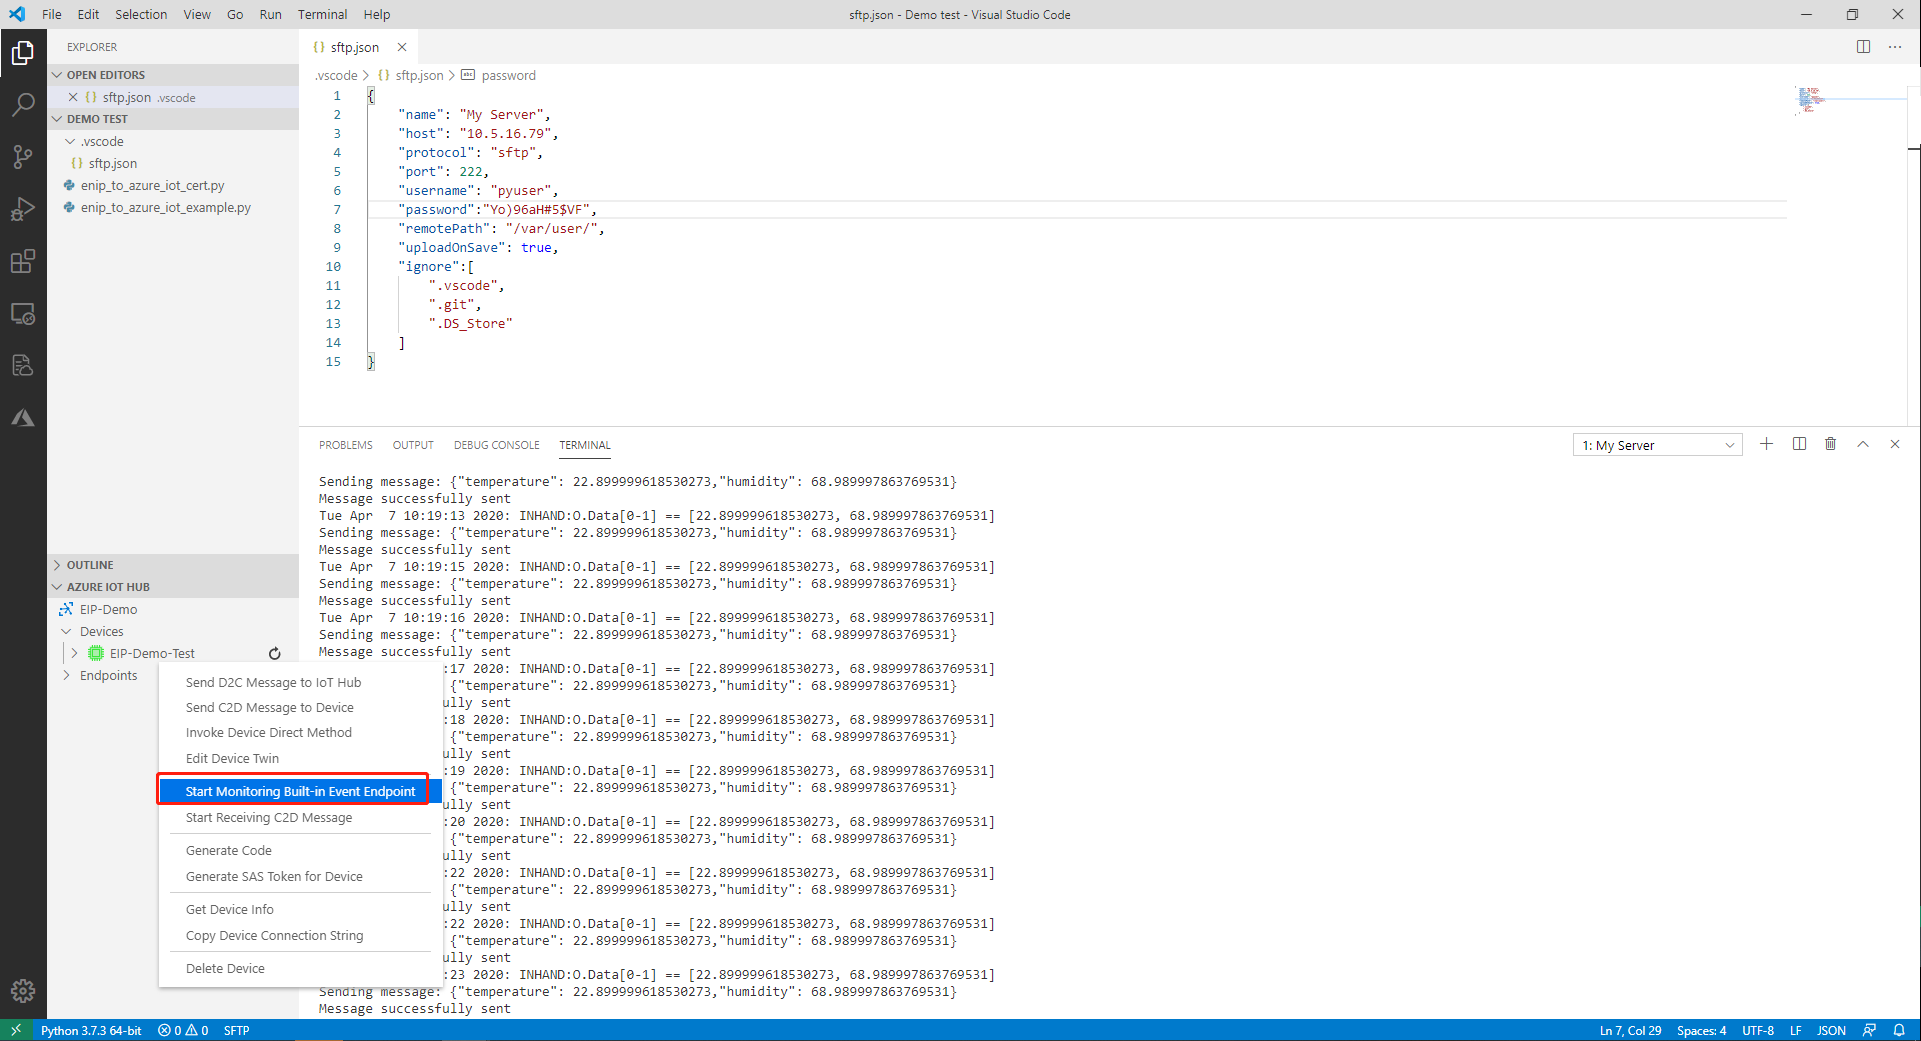 File Edit Selection View Go Run Terminal Help
sftp.json - Demo test - Visual Studio Code
EXPLORER
OPEN EDITORS
{} sftp.json .vscode
DEMO TEST
.vscode
{} sftp.json
enip_to_azure_iot_cert.py
enip_to_azure_iot_example.py
OUTLINE
AZURE IOT HUB
EIP-Demo
Devices
EIP-Demo-Test
Endpoints
Send D2C Message to IoT Hub
Send C2D Message to Device
Invoke Device Direct Method
Edit Device Twin
Start Monitoring Built-in Event Endpoint
Start Receiving C2D Message
Generate Code
Generate SAS Token for Device
Get Device Info
Copy Device Connection String
Delete Device
{} sftp.json
.vscode > {} sftp.json > abc password
1 {
2 "name": "My Server",
3 "host": "10.5.16.79",
4 "protocol": "sftp",
5 "port": 222,
6 "username": "pyuser",
7 "password":"Yo)96aH#5$VF",
8 "remotePath": "/var/user/",
9 "uploadOnSave": true,
10 "ignore":[
11 ".vscode",
12 ".git",
13 ".DS_Store"
14 ]
15 }
PROBLEMS OUTPUT DEBUG CONSOLE TERMINAL
1: My Server
Sending message: {"temperature": 22.899999618530273,"humidity": 68.989997863769531}
Message successfully sent
Tue Apr  7 10:19:13 2020: INHAND:O.Data[0-1] == [22.899999618530273, 68.989997863769531]
Sending message: {"temperature": 22.899999618530273,"humidity": 68.989997863769531}
Message successfully sent
Tue Apr  7 10:19:15 2020: INHAND:O.Data[0-1] == [22.899999618530273, 68.989997863769531]
Sending message: {"temperature": 22.899999618530273,"humidity": 68.989997863769531}
Message successfully sent
Tue Apr  7 10:19:16 2020: INHAND:O.Data[0-1] == [22.899999618530273, 68.989997863769531]
Sending message: {"temperature": 22.899999618530273,"humidity": 68.989997863769531}
Message successfully sent
:17 2020: INHAND:O.Data[0-1] == [22.899999618530273, 68.989997863769531]
{"temperature": 22.899999618530273,"humidity": 68.989997863769531}
ully sent
:18 2020: INHAND:O.Data[0-1] == [22.899999618530273, 68.989997863769531]
{"temperature": 22.899999618530273,"humidity": 68.989997863769531}
ully sent
:19 2020: INHAND:O.Data[0-1] == [22.899999618530273, 68.989997863769531]
{"temperature": 22.899999618530273,"humidity": 68.989997863769531}
ully sent
:20 2020: INHAND:O.Data[0-1] == [22.899999618530273, 68.989997863769531]
{"temperature": 22.899999618530273,"humidity": 68.989997863769531}
ully sent
:22 2020: INHAND:O.Data[0-1] == [22.899999618530273, 68.989997863769531]
{"temperature": 22.899999618530273,"humidity": 68.989997863769531}
ully sent
:22 2020: INHAND:O.Data[0-1] == [22.899999618530273, 68.989997863769531]
{"temperature": 22.899999618530273,"humidity": 68.989997863769531}
ully sent
:23 2020: INHAND:O.Data[0-1] == [22.899999618530273, 68.989997863769531]
Sending message: {"temperature": 22.899999618530273,"humidity": 68.989997863769531}
Message successfully sent
Python 3.7.3 64-bit 0 0 SFTP
Ln 7, Col 29 Spaces: 4 UTF-8 LF JSON